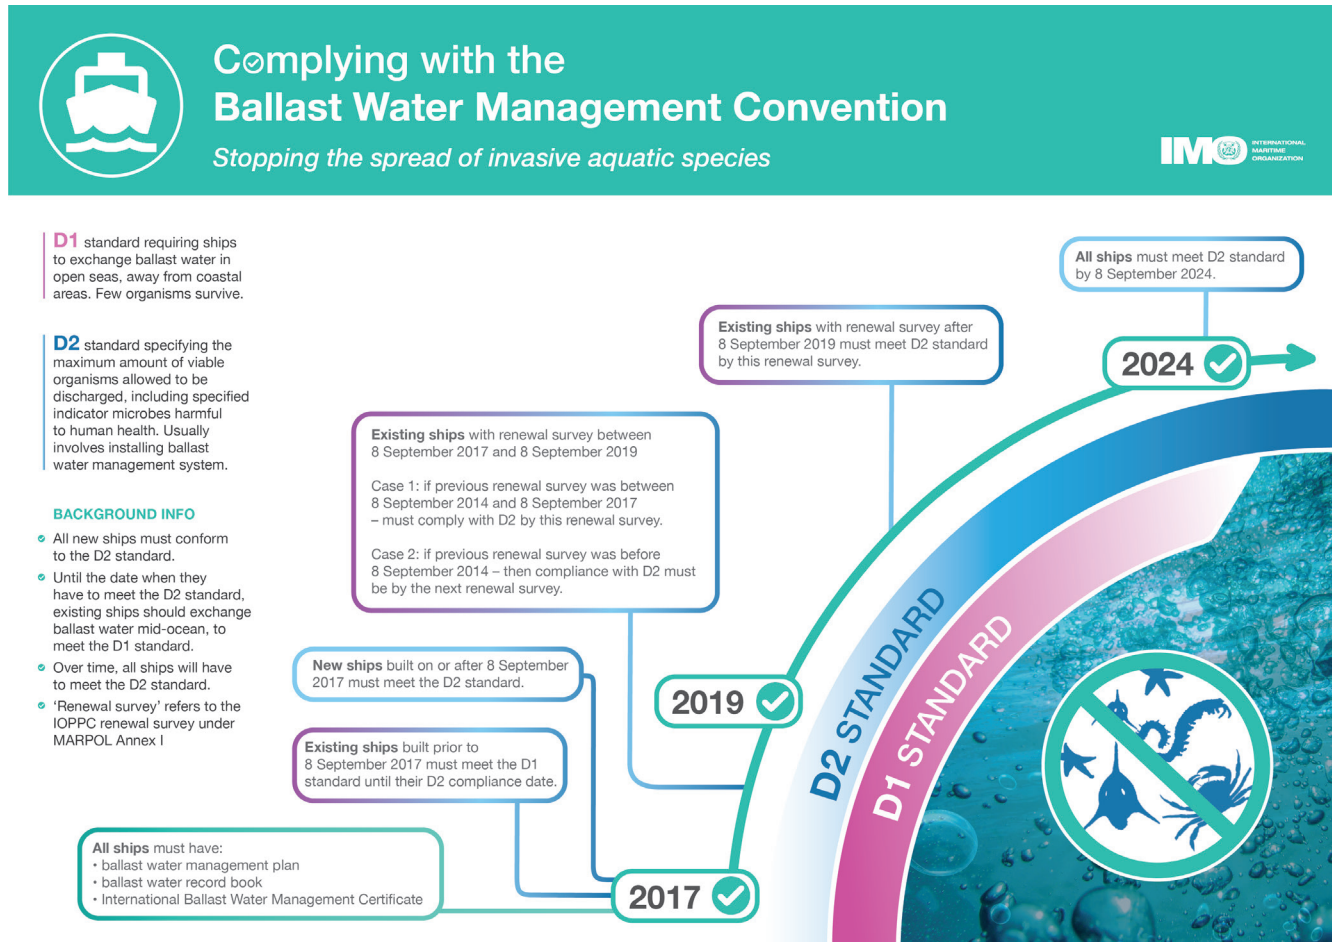 Complying with the
Ballast Water Management Convention
Stopping the spread of invasive aquatic species
IMO
INTERNATIONAL
MARITIME
ORGANIZATION
D1 standard requiring ships
to exchange ballast water in
open seas, away from coastal
areas. Few organisms survive.
D2 standard specifying the
maximum amount of viable
organisms allowed to be
discharged, including specified
indicator microbes harmful
to human health. Usually
involves installing ballast
water management system.
BACKGROUND INFO
All new ships must conform
to the D2 standard.
Until the date when they
have to meet the D2 standard,
existing ships should exchange
ballast water mid-ocean, to
meet the D1 standard.
Over time, all ships will have
to meet the D2 standard.
‘Renewal survey’ refers to the
IOPPC renewal survey under
MARPOL Annex I
All ships must meet D2 standard
by 8 September 2024.
2024
Existing ships with renewal survey after
8 September 2019 must meet D2 standard
by this renewal survey.
Existing ships with renewal survey between
8 September 2017 and 8 September 2019
Case 1: if previous renewal survey was between
8 September 2014 and 8 September 2017
– must comply with D2 by this renewal survey.
Case 2: if previous renewal survey was before
8 September 2014 – then compliance with D2 must
be by the next renewal survey.
2019
New ships built on or after 8 September
2017 must meet the D2 standard.
Existing ships built prior to
8 September 2017 must meet the D1
standard until their D2 compliance date.
All ships must have:
• ballast water management plan
• ballast water record book
• International Ballast Water Management Certificate
2017
D2 STANDARD
D1 STANDARD